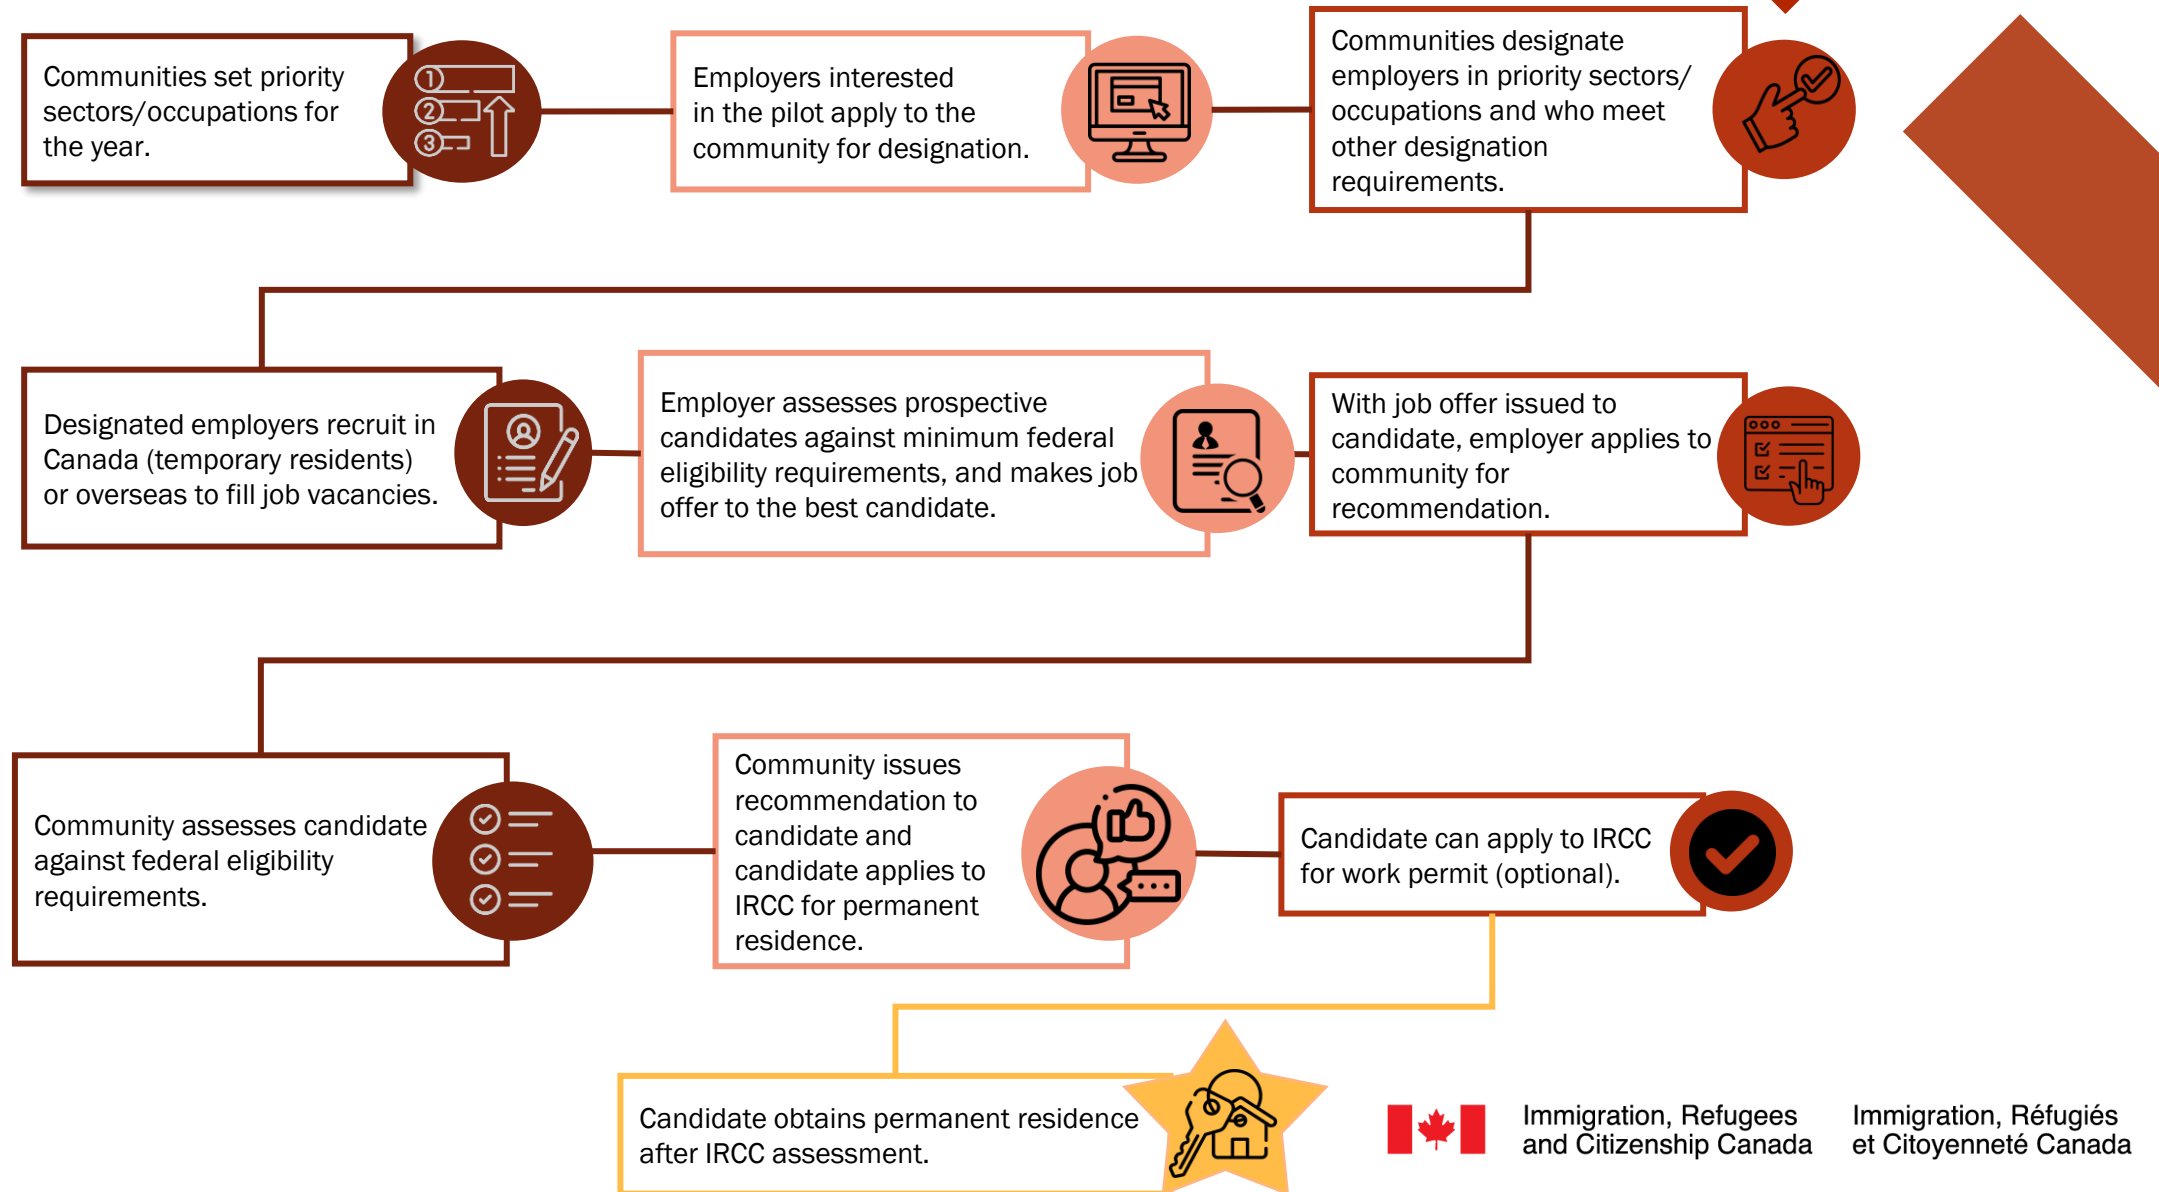 Communities set priority
sectors/occupations for
the year.
1
2
3
Employers interested
in the pilot apply to the
community for designation.
Communities designate
employers in priority sectors/
occupations and who meet
other designation
requirements.
Designated employers recruit in
Canada (temporary residents)
or overseas to fill job vacancies.
Employer assesses prospective
candidates against minimum federal
eligibility requirements, and makes job
offer to the best candidate.
With job offer issued to
candidate, employer applies to
community for
recommendation.
Community assesses candidate
against federal eligibility
requirements.
Community issues
recommendation to
candidate and
candidate applies to
IRCC for permanent
residence.
Candidate can apply to IRCC
for work permit (optional).
Candidate obtains permanent residence
after IRCC assessment.
Immigration, Refugees
and Citizenship Canada
Immigration, Réfugiés
et Citoyenneté Canada